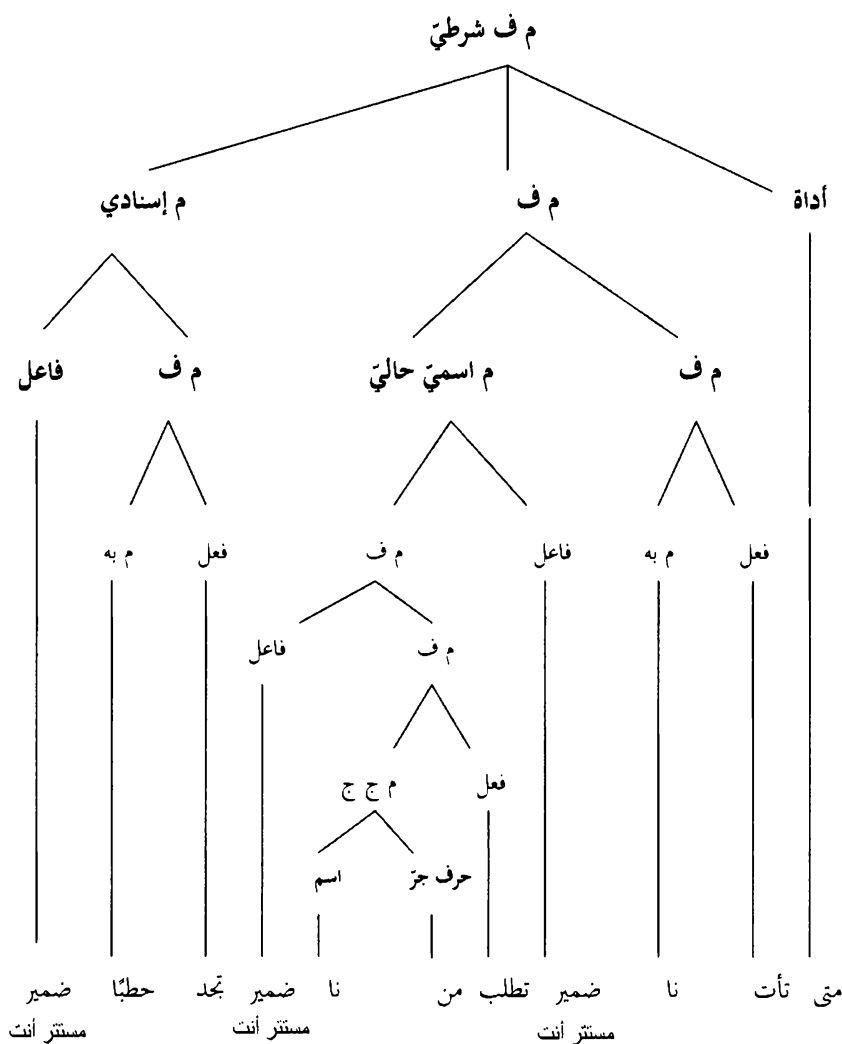 م ف شرطيّ
أداة م ف م إسنادي
م ف م اسميّ حاليّ م ف فاعل
فعل م به فاعل م ف فعل م به
م ف فاعل
فعل م ج ج
حرف جرّ اسم
متى تأت نا ضمير تطلب من نا ضمير تجد حطبًا ضمير
مستتر أنت مستتر أنت مستتر أنت